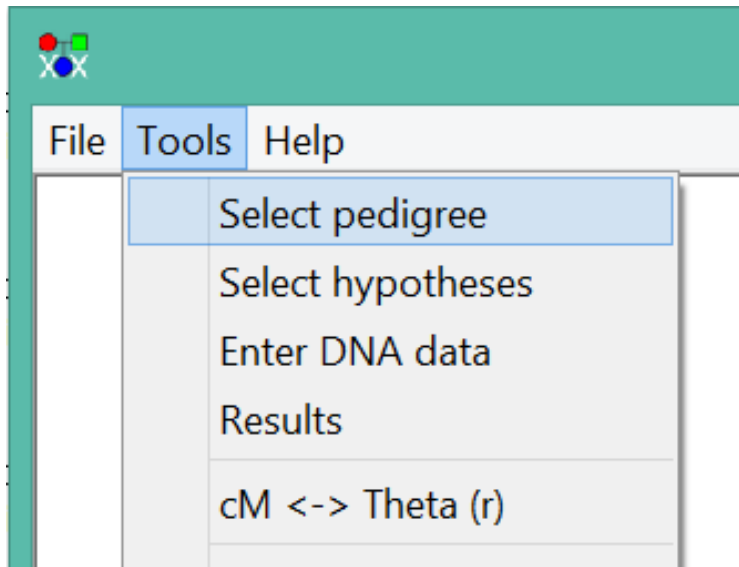 File Tools Help
Select pedigree
Select hypotheses
Enter DNA data
Results
cM <-> Theta (r)